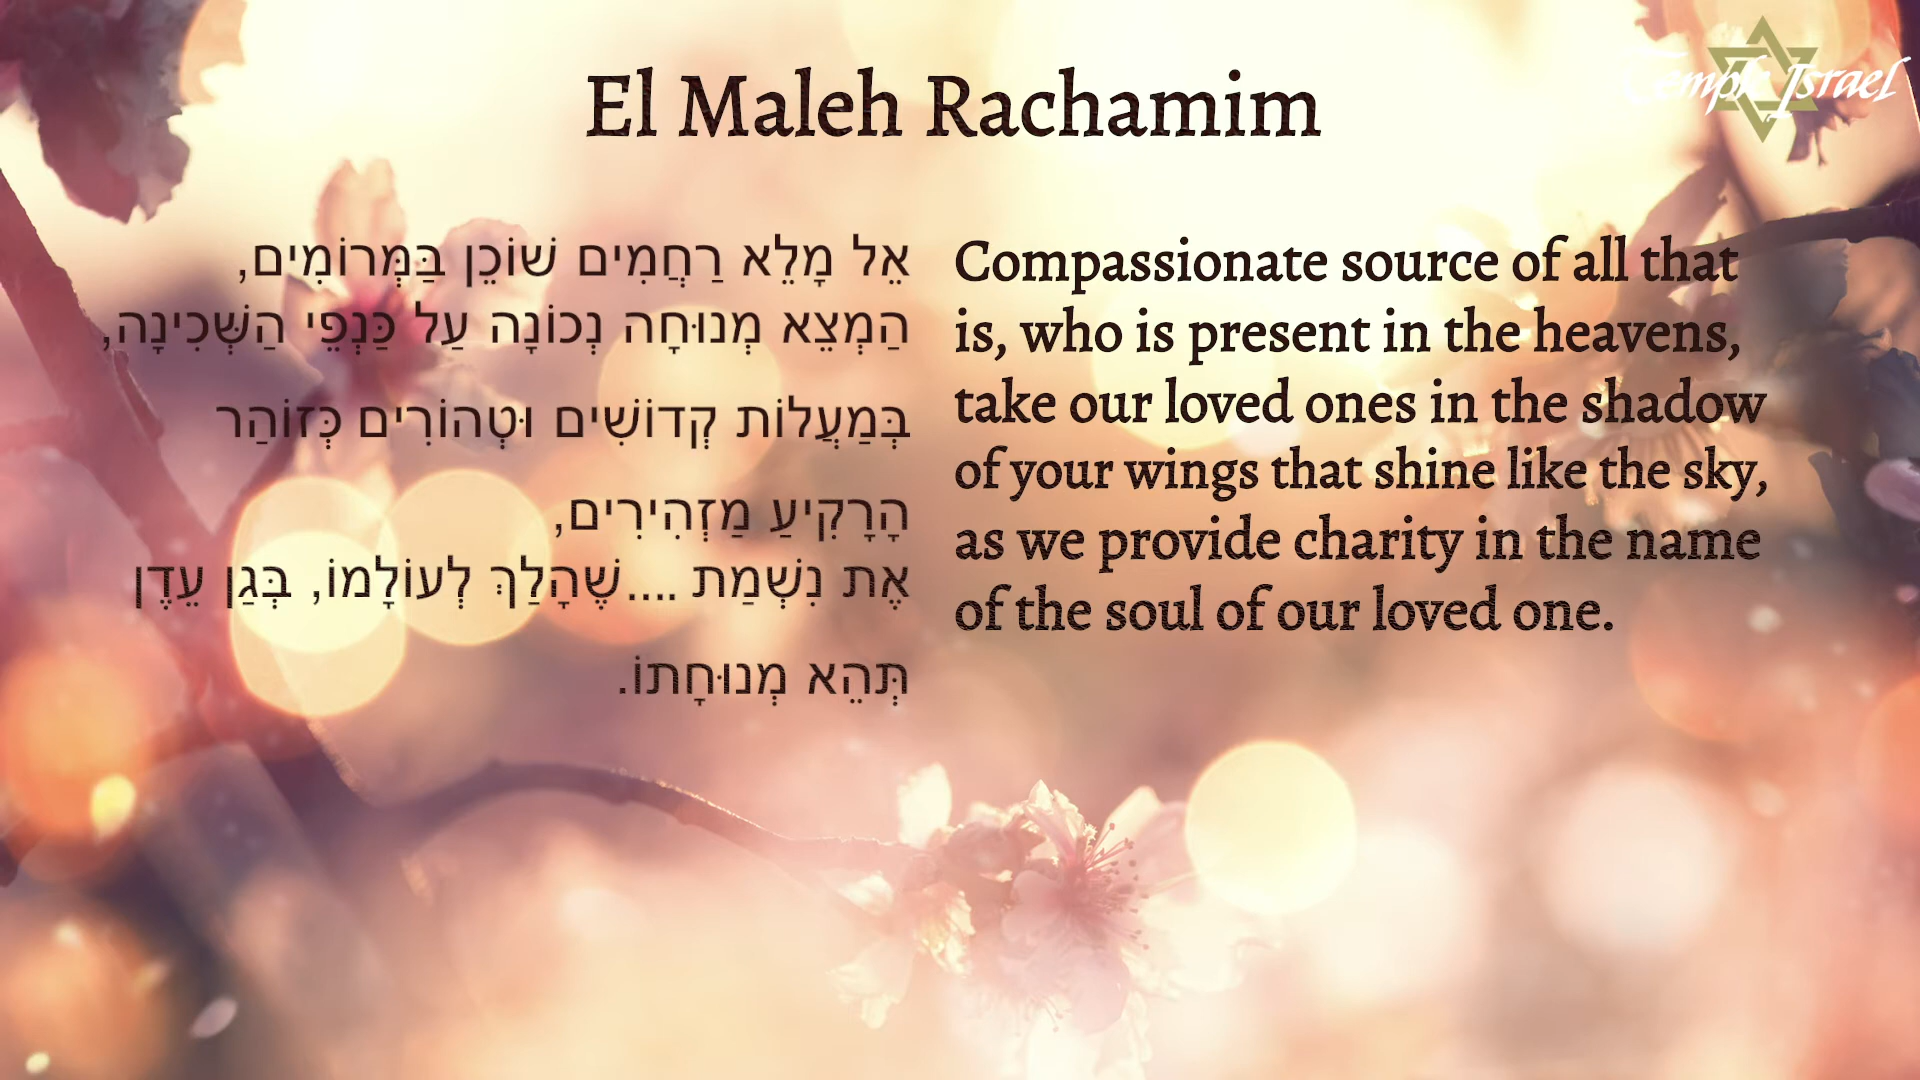 El Maleh Rachamim
Temple Israel
אֵל מָלֵא רַחֲמִים שׁוֹכֵן בַּמְּרוֹמִים,
הַמְצֵא מְנוּחָה נְכוֹנָה עַל כַּנְפֵי הַשְּׁכִינָה,
בְּמַעֲלוֹת קְדוֹשִׁים וּטְהוֹרִים כְּזוֹהַר
הָרָקִיעַ מַזְהִירִים,
אֶת נִשְׁמַת ....שֶׁהָלַךְ לְעוֹלָמוֹ, בְּגַן עֵדֶן
תְּהֵא מְנוּחָתוֹ.
Compassionate source of all that
is, who is present in the heavens,
take our loved ones in the shadow
of your wings that shine like the sky,
as we provide charity in the name
of the soul of our loved one.